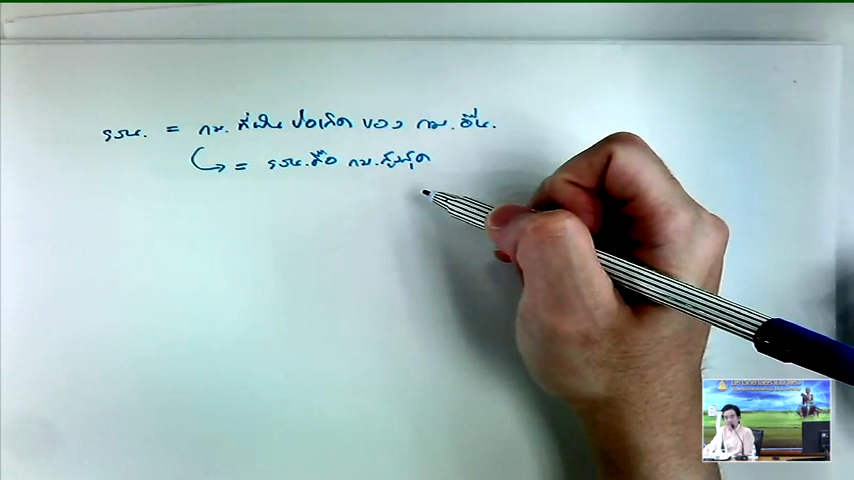 รธน. = กม. ที่เป็น บ่อเกิด ของ กม. อื่น.
= รธน. คือ กม. สูงสุด